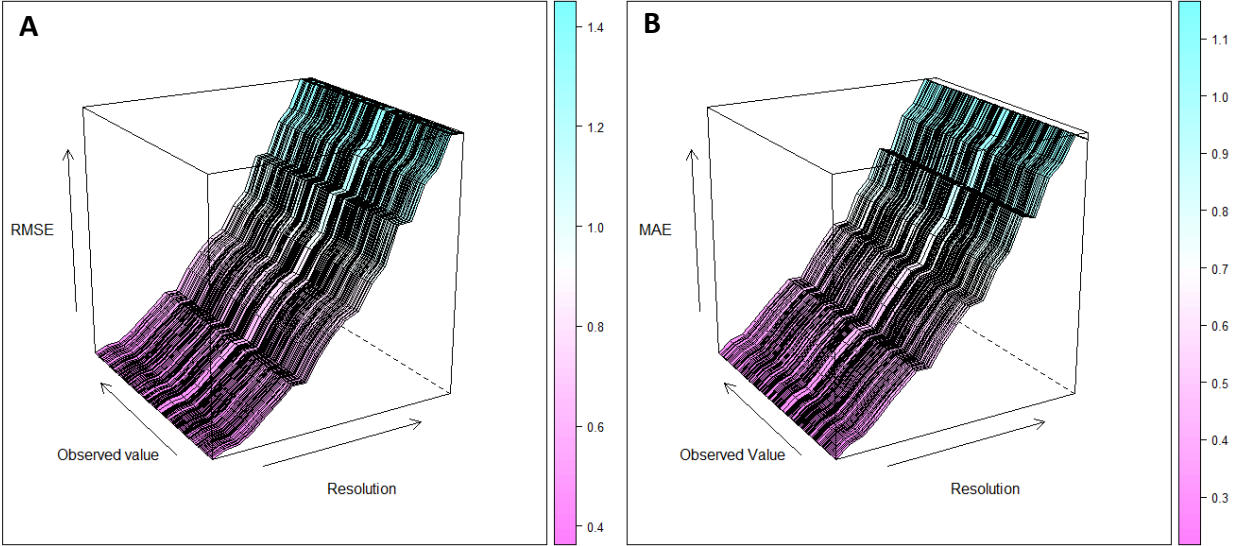 A
RMSE
Observed value
Resolution
1.4
1.2
1.0
0.8
0.6
0.4
B
MAE
Observed Value
Resolution
1.1
1.0
0.9
0.8
0.7
0.6
0.5
0.4
0.3